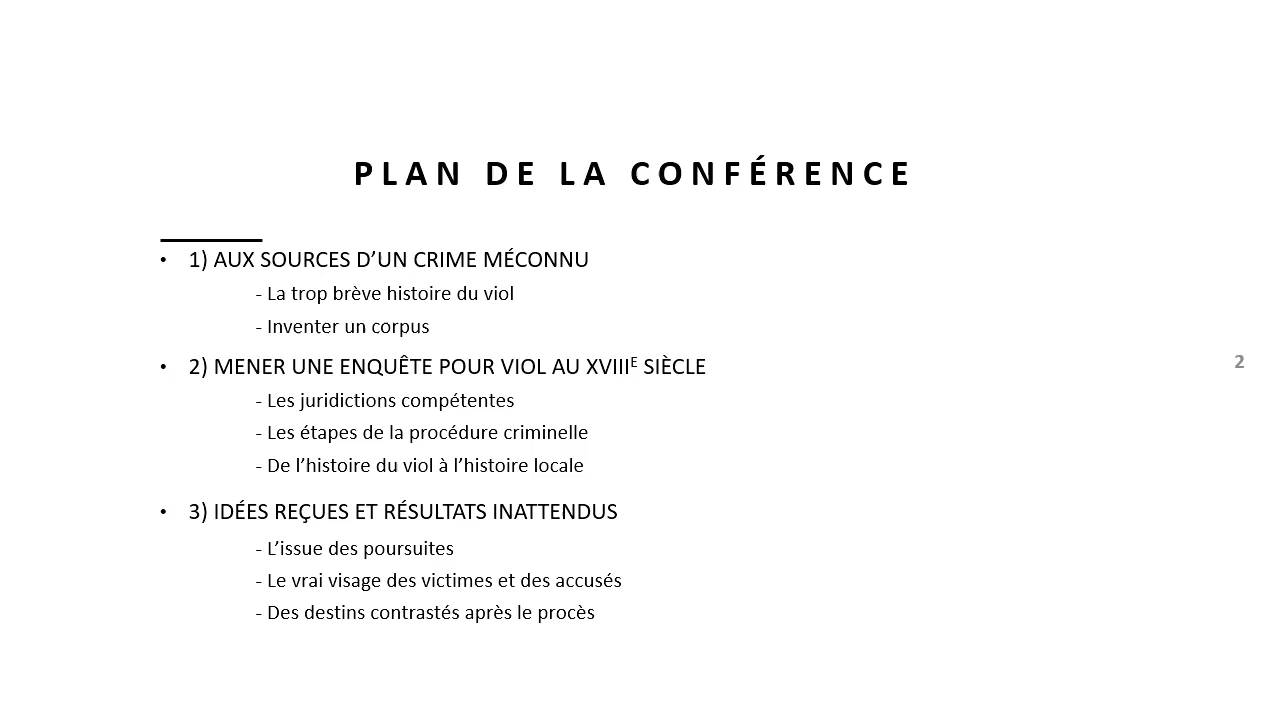 PLAN DE LA CONFÉRENCE
• 1) AUX SOURCES D’UN CRIME MÉCONNU
- La trop brève histoire du viol
- Inventer un corpus
• 2) MENER UNE ENQUÊTE POUR VIOL AU XVIIIE SIÈCLE
2
- Les juridictions compétentes
- Les étapes de la procédure criminelle
- De l’histoire du viol à l’histoire locale
• 3) IDÉES REÇUES ET RÉSULTATS INATTENDUS
- L’issue des poursuites
- Le vrai visage des victimes et des accusés
- Des destins contrastés après le procès